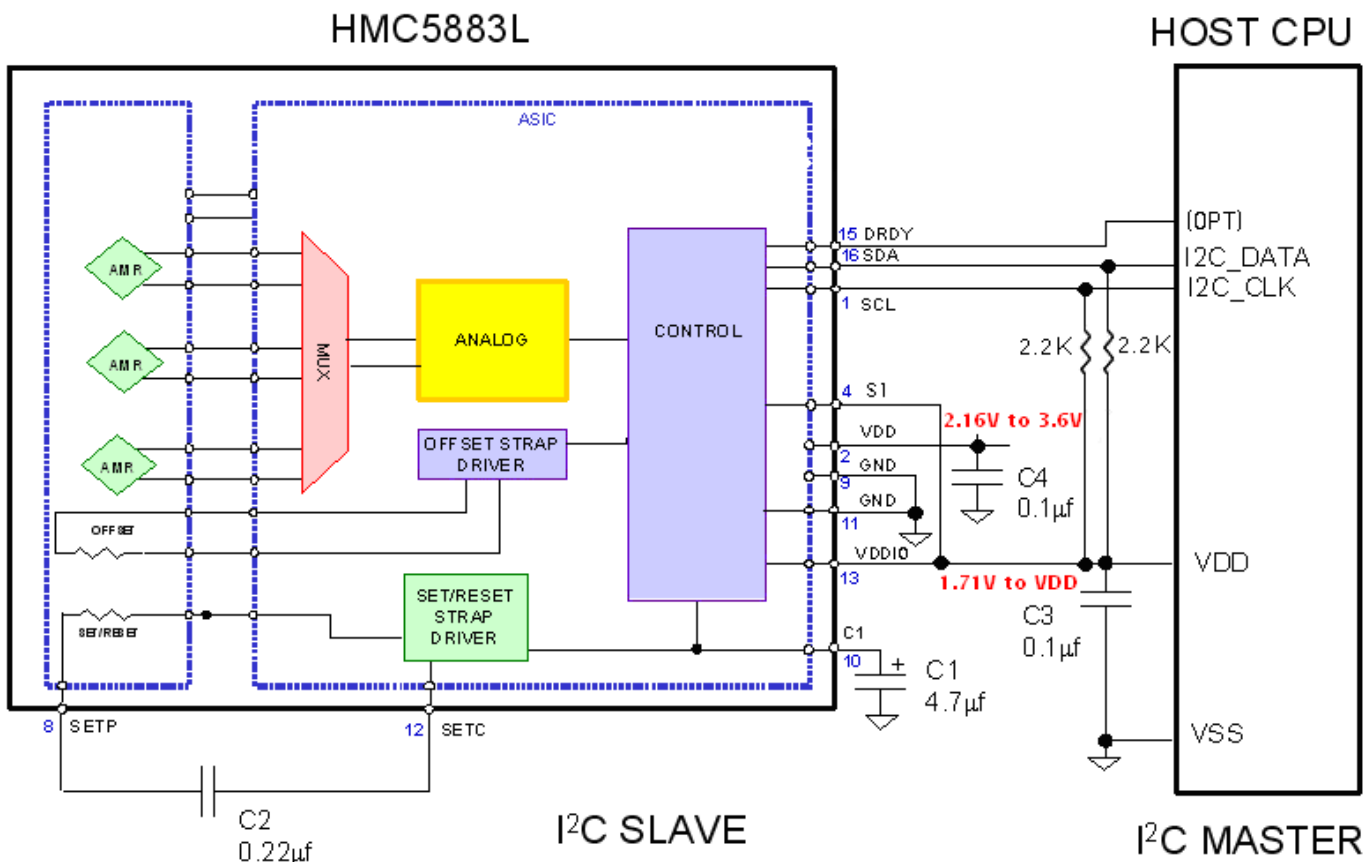 HMC5883L
HOST CPU
ASIC
AMR
AMR
AMR
MUX
ANALOG
CONTROL
OFFSET STRAP
DRIVER
OFFSET
SET/RESET
SET/RESET
STRAP
DRIVER
15 DRDY
16 SDA
1 SCL
4 S1
VDD
2
GND
9
GND
11
VDDIO
13
C1
10
(OPT)
I2C_DATA
I2C_CLK
2.2K
2.2K
2.16V to 3.6V
C4
0.1µf
1.71V to VDD
VDD
C3
0.1µf
+
C1
4.7µf
VSS
8 SETP
12 SETC
C2
0.22µf
I²C SLAVE
I²C MASTER